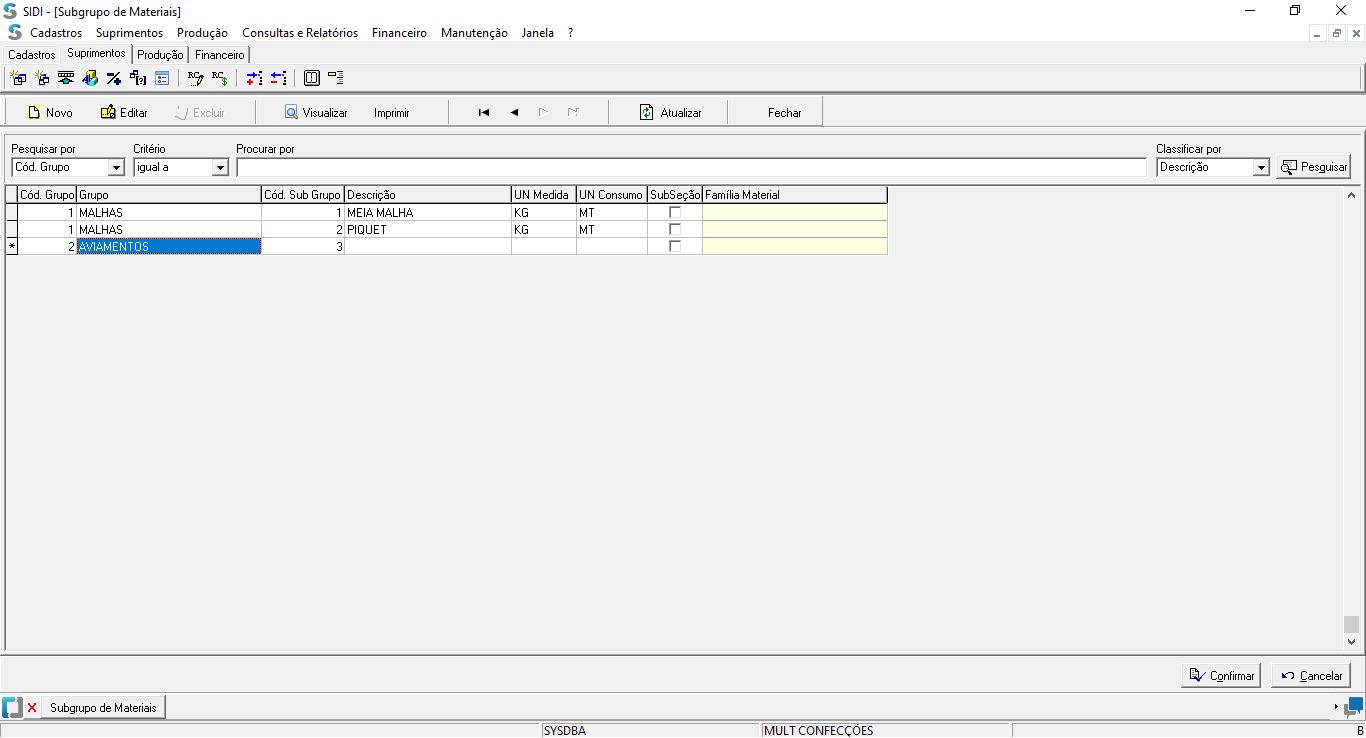 SIDI - [Subgrupo de Materiais]
Cadastros Suprimentos Produção Consultas e Relatórios Financeiro Manutenção Janela ?
Cadastros Suprimentos Produção Financeiro
Novo Editar Excluir Visualizar Imprimir Atualizar Fechar
Pesquisar por Critério Procurar por Classificar por
Cód. Grupo igual a Descrição Pesquisar
Cód. Grupo Grupo Cód. Sub Grupo Descrição UN Medida UN Consumo SubSeção Família Material
1 MALHAS 1 MEIA MALHA KG MT
1 MALHAS 2 PIQUET KG MT
* 2 AVIAMENTOS 3
Confirmar Cancelar
Subgrupo de Materiais
SYSDBA MULT CONFECÇÕES B